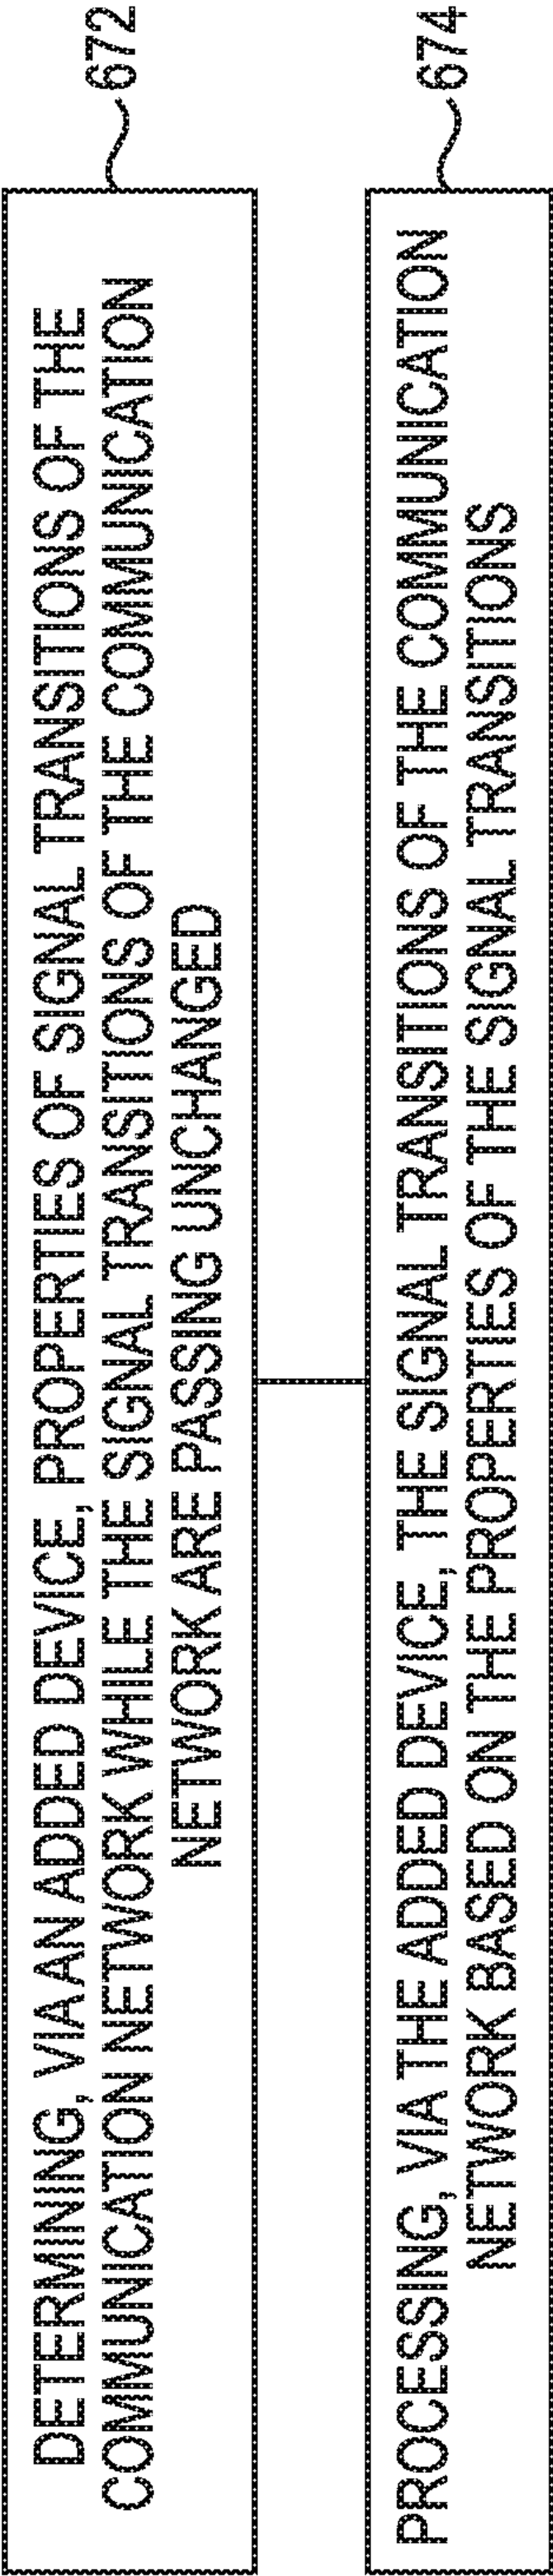 DETERMINING, VIA AN ADDED DEVICE, PROPERTIES OF SIGNAL TRANSITIONS OF THE
COMMUNICATION NETWORK WHILE THE SIGNAL TRANSITIONS OF THE COMMUNICATION
NETWORK ARE PASSING UNCHANGED
672
PROCESSING, VIA THE ADDED DEVICE, THE SIGNAL TRANSITIONS OF THE COMMUNICATION
NETWORK BASED ON THE PROPERTIES OF THE SIGNAL TRANSITIONS
674